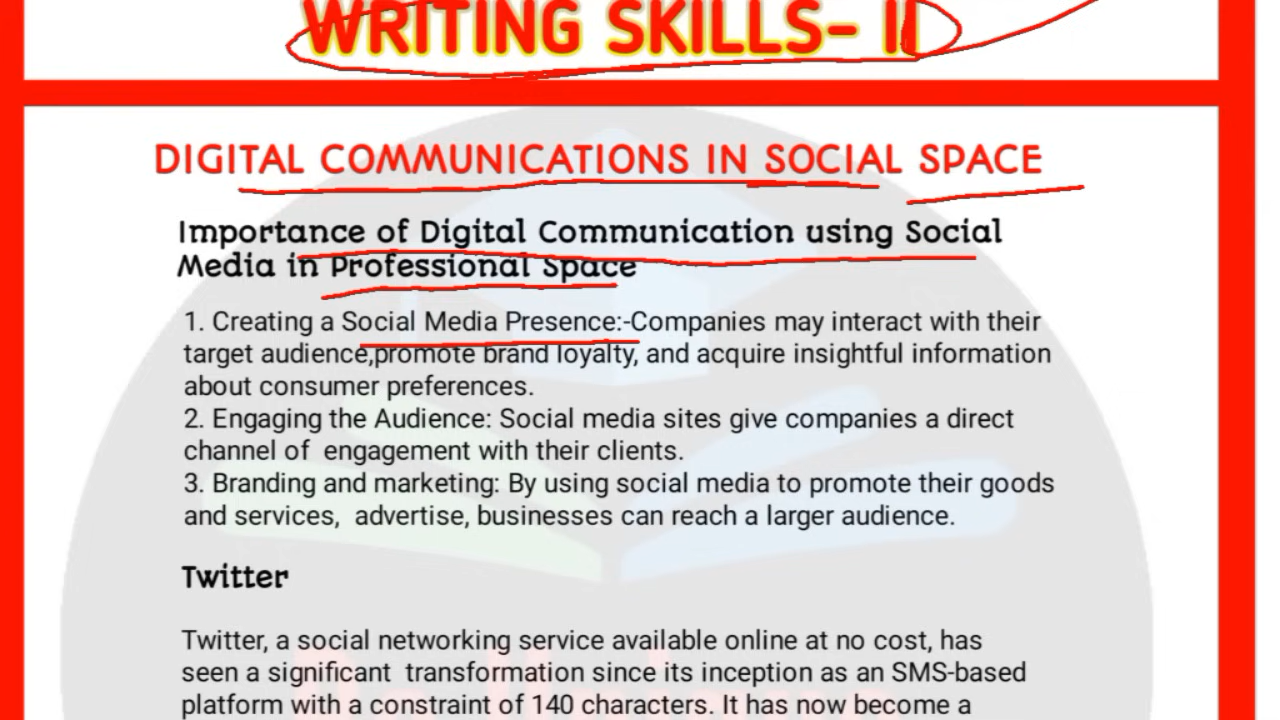 WRITING SKILLS- II
DIGITAL COMMUNICATIONS IN SOCIAL SPACE
Importance of Digital Communication using Social
Media in Professional Space
1. Creating a Social Media Presence:-Companies may interact with their
target audience,promote brand loyalty, and acquire insightful information
about consumer preferences.
2. Engaging the Audience: Social media sites give companies a direct
channel of engagement with their clients.
3. Branding and marketing: By using social media to promote their goods
and services, advertise, businesses can reach a larger audience.
Twitter
Twitter, a social networking service available online at no cost, has
seen a significant transformation since its inception as an SMS-based
platform with a constraint of 140 characters. It has now become a